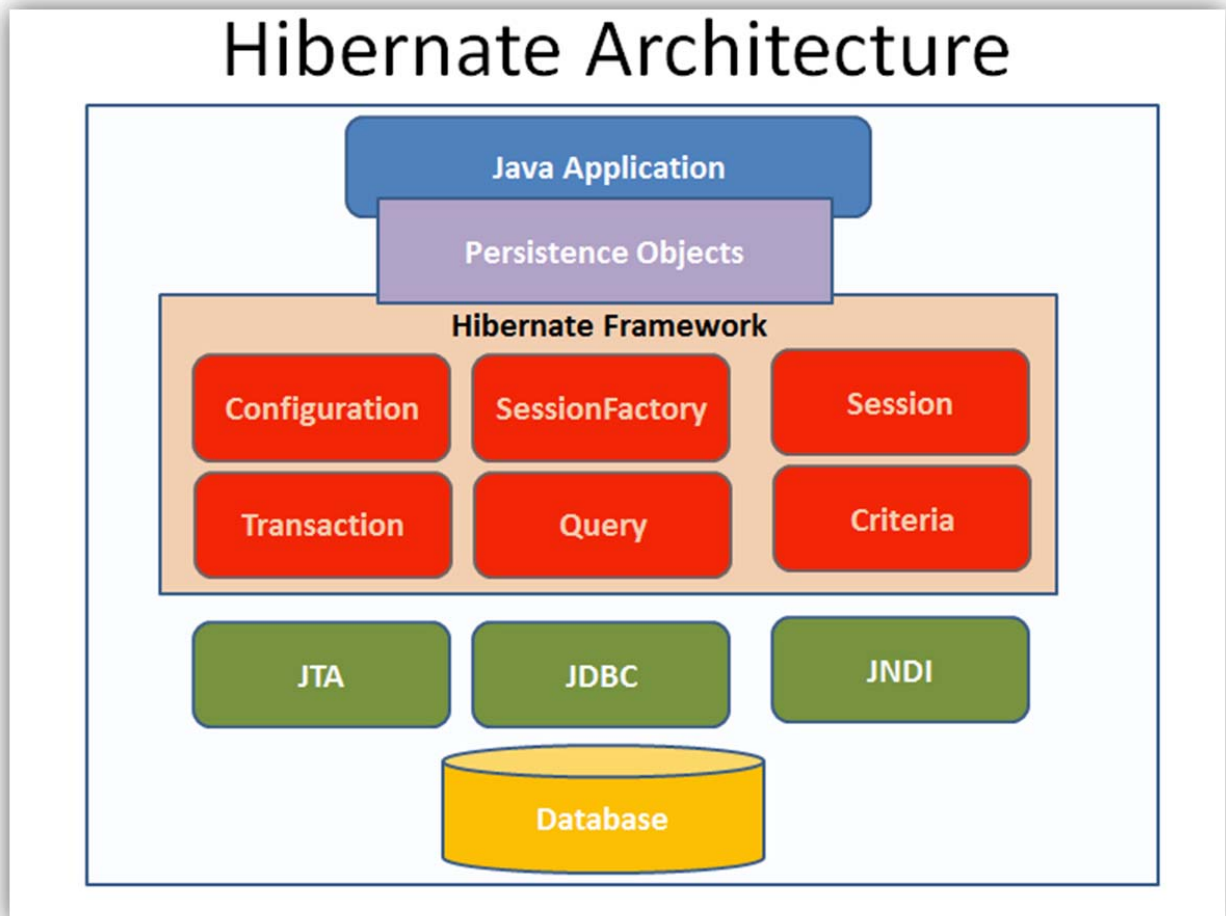 Hibernate Architecture
Java Application
Persistence Objects
Hibernate Framework
Configuration
SessionFactory
Session
Transaction
Query
Criteria
JTA
JDBC
JNDI
Database